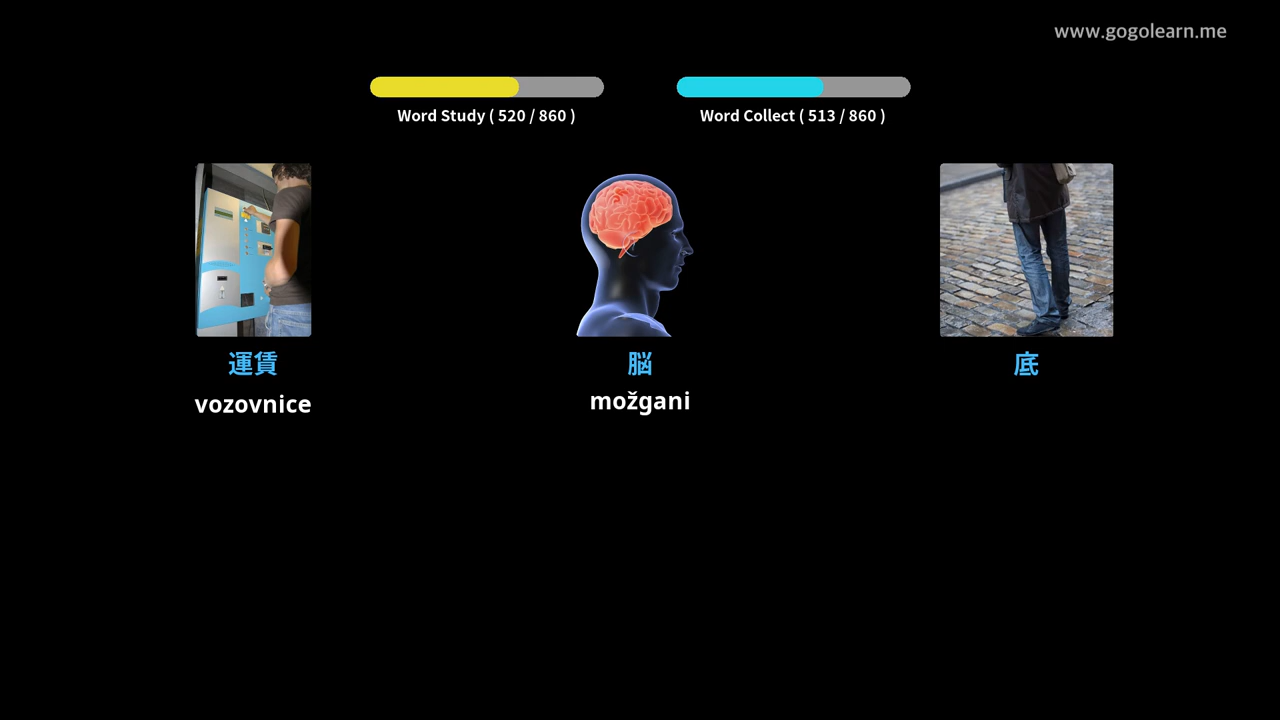 www.gogolearn.me
Word Study ( 520 / 860 )
Word Collect ( 513 / 860 )
運賃
脳
底
vozovnice
možgani